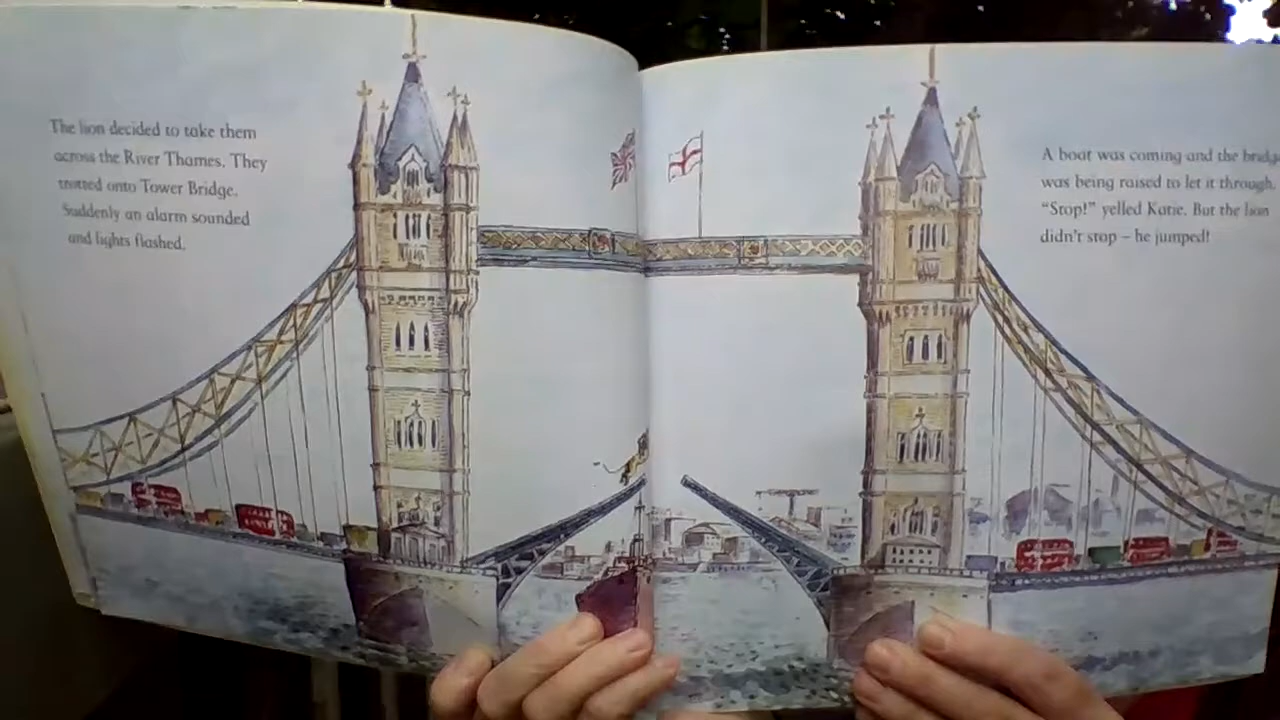 The lion decided to take them
across the River Thames. They
trotted onto Tower Bridge.
Suddenly an alarm sounded
and lights flashed.
A boat was coming and the bridge
was being raised to let it through.
"Stop!" yelled Katie. But the lion
didn't stop – he jumped!